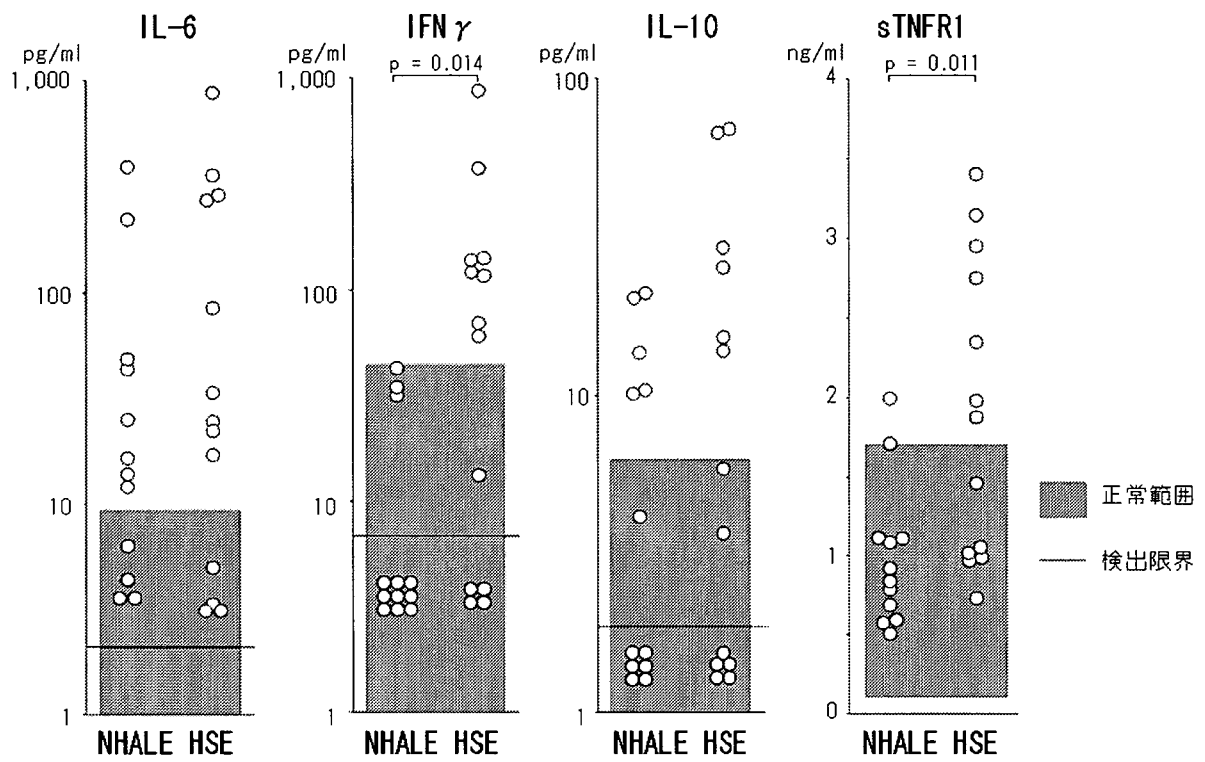 IL-6
pg/ml
1,000
100
10
1
NHALE HSE
IFNγ
pg/ml
p = 0.014
1,000
100
10
1
NHALE HSE
IL-10
pg/ml
100
10
1
NHALE HSE
sTNFR1
ng/ml
p = 0.011
4
3
2
1
0
NHALE HSE
正常範囲
検出限界